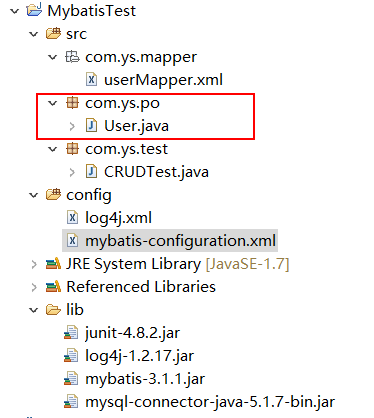 MybatisTest
src
com.ys.mapper
userMapper.xml
com.ys.po
User.java
com.ys.test
CRUDTest.java
config
log4j.xml
mybatis-configuration.xml
JRE System Library [JavaSE-1.7]
Referenced Libraries
lib
junit-4.8.2.jar
log4j-1.2.17.jar
mybatis-3.1.1.jar
mysql-connector-java-5.1.7-bin.jar